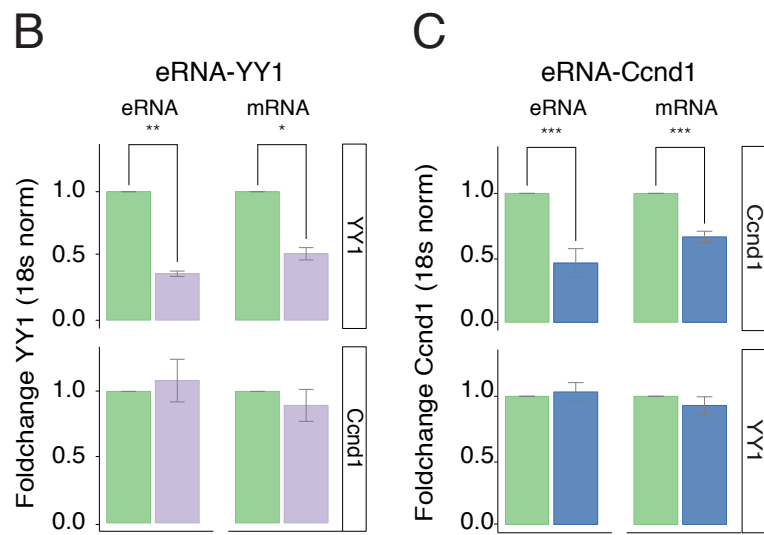 B
eRNA-YY1
eRNA
mRNA
**
*
Foldchange YY1 (18s norm)
1.0
0.5
0.0
YY1
1.0
0.5
0.0
Ccnd1
C
eRNA-Ccnd1
eRNA
mRNA
***
***
Foldchange Ccnd1 (18s norm)
1.0
0.5
0.0
Ccnd1
1.0
0.5
0.0
YY1